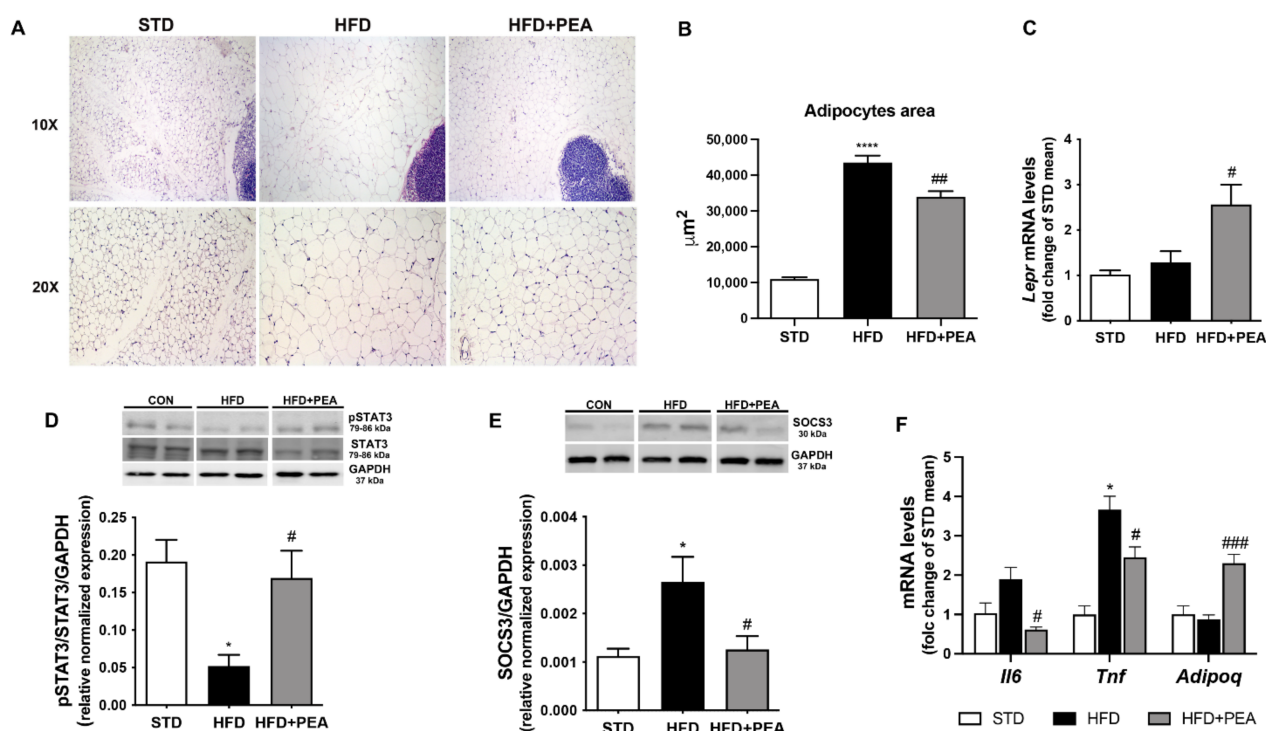 A
STD
HFD
HFD+PEA
10X
20X
B
Adipocytes area
50,000
40,000
30,000
20,000
10,000
0
μm2
****
##
STD
HFD
HFD+PEA
C
Lepr mRNA levels
(fold change of STD mean)
4
3
2
1
0
#
STD
HFD
HFD+PEA
D
CON
HFD
HFD+PEA
pSTAT3
79-86 kDa
STAT3
79-86 kDa
GAPDH
37 kDa
pSTAT3/STAT3/GAPDH
(relative normalized expression)
0.25
0.20
0.15
0.10
0.05
0.00
*
#
STD
HFD
HFD+PEA
E
CON
HFD
HFD+PEA
SOCS3
30 kDa
GAPDH
37 kDa
SOCS3/GAPDH
(relative normalized expression)
0.004
0.003
0.002
0.001
0.000
*
#
STD
HFD
HFD+PEA
F
mRNA levels
(folc change of STD mean)
5
4
3
2
1
0
#
*
#
###
Il6
Tnf
Adipoq
STD
HFD
HFD+PEA